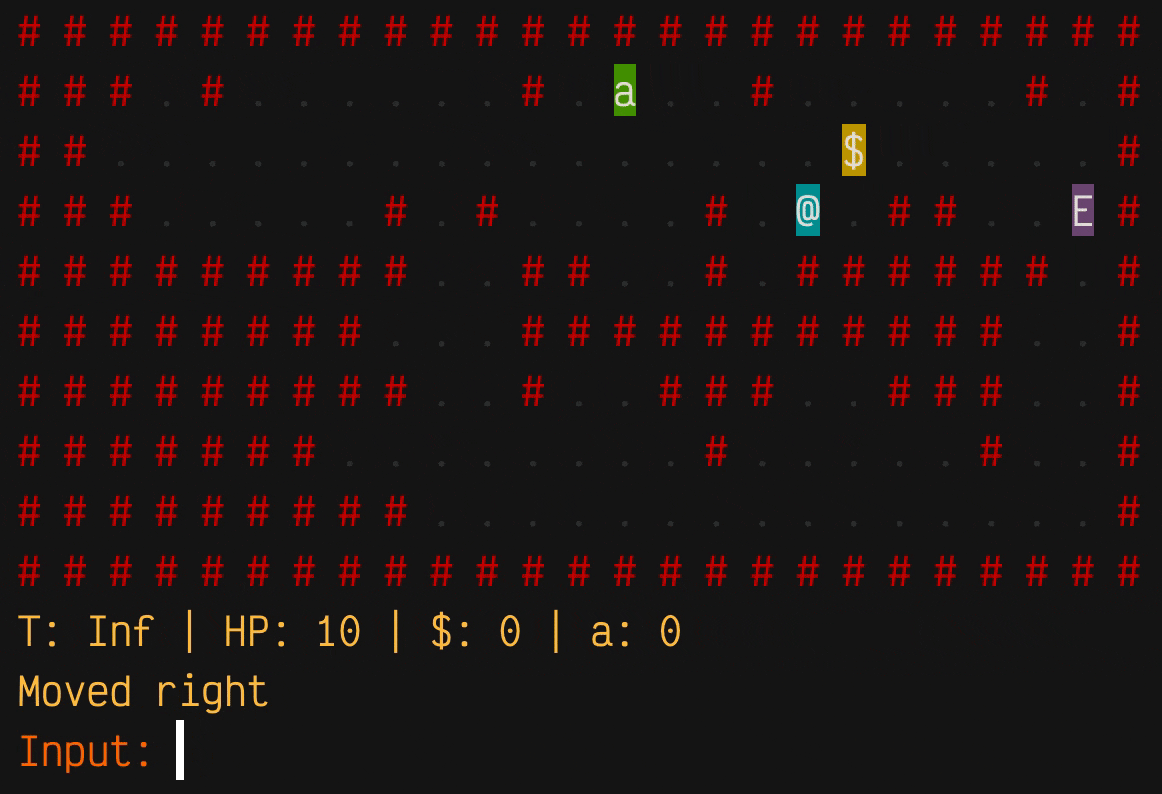 # # # # # # # # # # # # # # # # # # # # # # # # #
# # # . # . . . . . . # . a . . # . . . . . # . #
# # . . . . . . . . . . . . . . . . $ . . . . . #
# # # . . . . . # . # . . . . # . @ . # # . . E #
# # # # # # # # # . . # # . . # . # # # # # # . #
# # # # # # # # . . . # # # # # # # # # # # . . #
# # # # # # # # # . . # . . # # # . . # # # . . #
# # # # # # # . . . . . . . . # . . . . . # . . #
# # # # # # # # # . . . . . . . . . . . . . . . #
# # # # # # # # # # # # # # # # # # # # # # # # #
T: Inf | HP: 10 | $: 0 | a: 0
Moved right
Input: